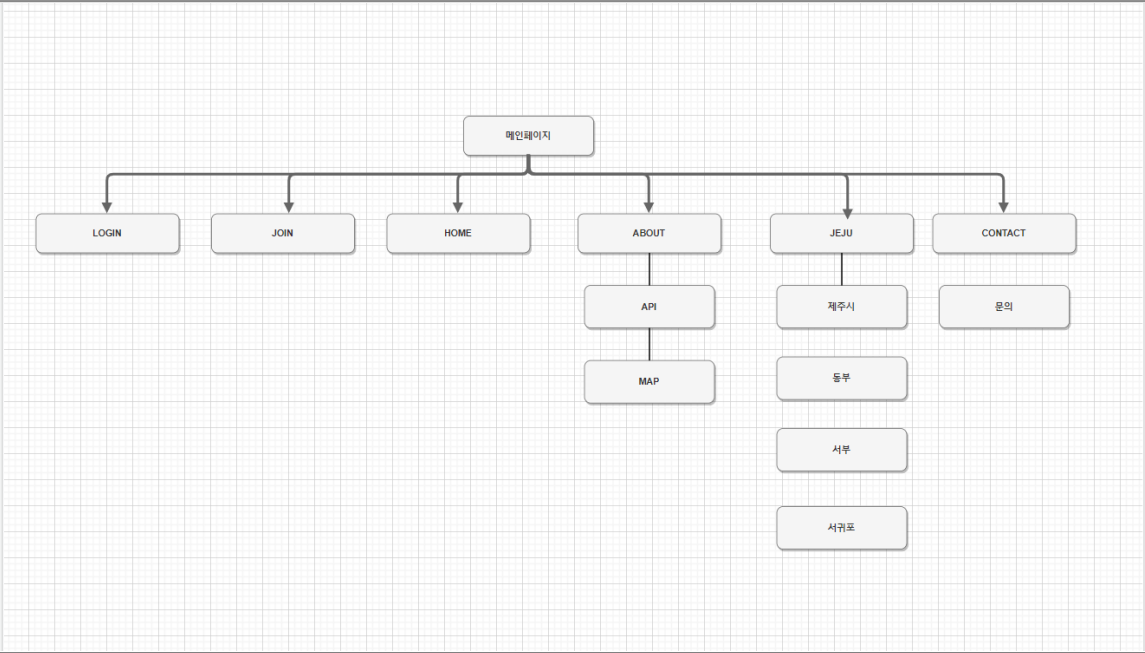 메인페이지
LOGIN
JOIN
HOME
ABOUT
JEJU
CONTACT
API
제주시
문의
MAP
동부
서부
서귀포